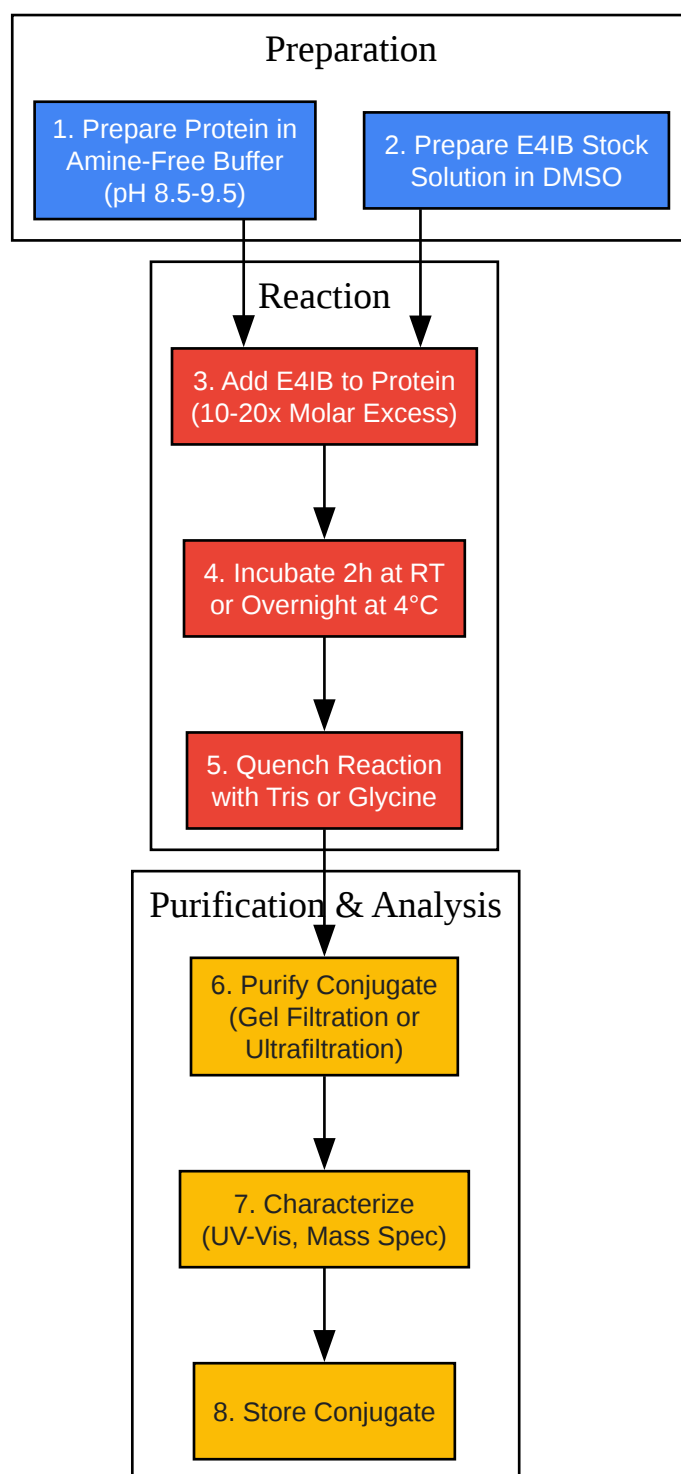 Preparation
1. Prepare Protein in
Amine-Free Buffer
(pH 8.5-9.5)
2. Prepare E4IB Stock
Solution in DMSO
Reaction
3. Add E4IB to Protein
(10-20x Molar Excess)
4. Incubate 2h at RT
or Overnight at 4°C
5. Quench Reaction
with Tris or Glycine
Purification & Analysis
6. Purify Conjugate
(Gel Filtration or
Ultrafiltration)
7. Characterize
(UV-Vis, Mass Spec)
8. Store Conjugate